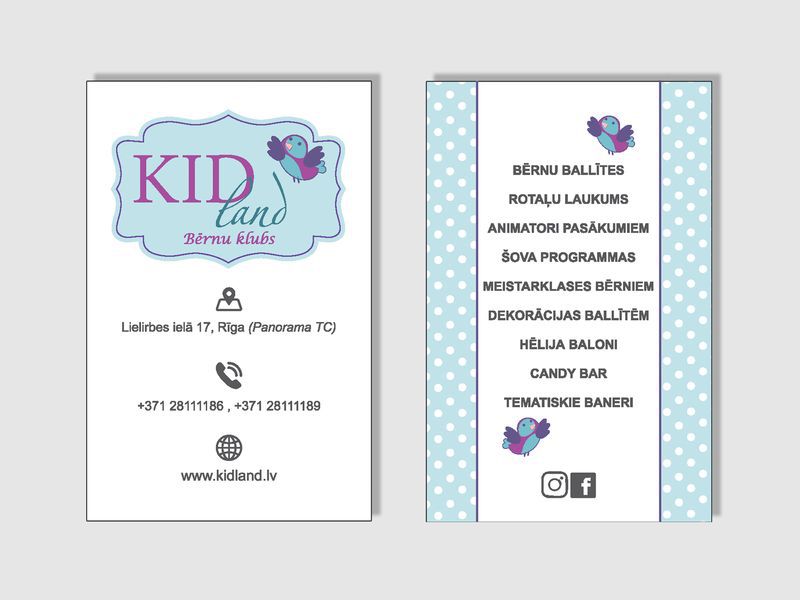 KID
land
Bērnu klubs
Lielirbes ielā 17, Rīga (Panorama TC)
+371 28111186 , +371 28111189
www.kidland.lv
BĒRNU BALLĪTES
ROTAĻU LAUKUMS
ANIMATORI PASĀKUMIEM
ŠOVA PROGRAMMAS
MEISTARKLASES BĒRNIEM
DEKORĀCIJAS BALLĪTĒM
HĒLIJA BALONI
CANDY BAR
TEMATISKIE BANERI